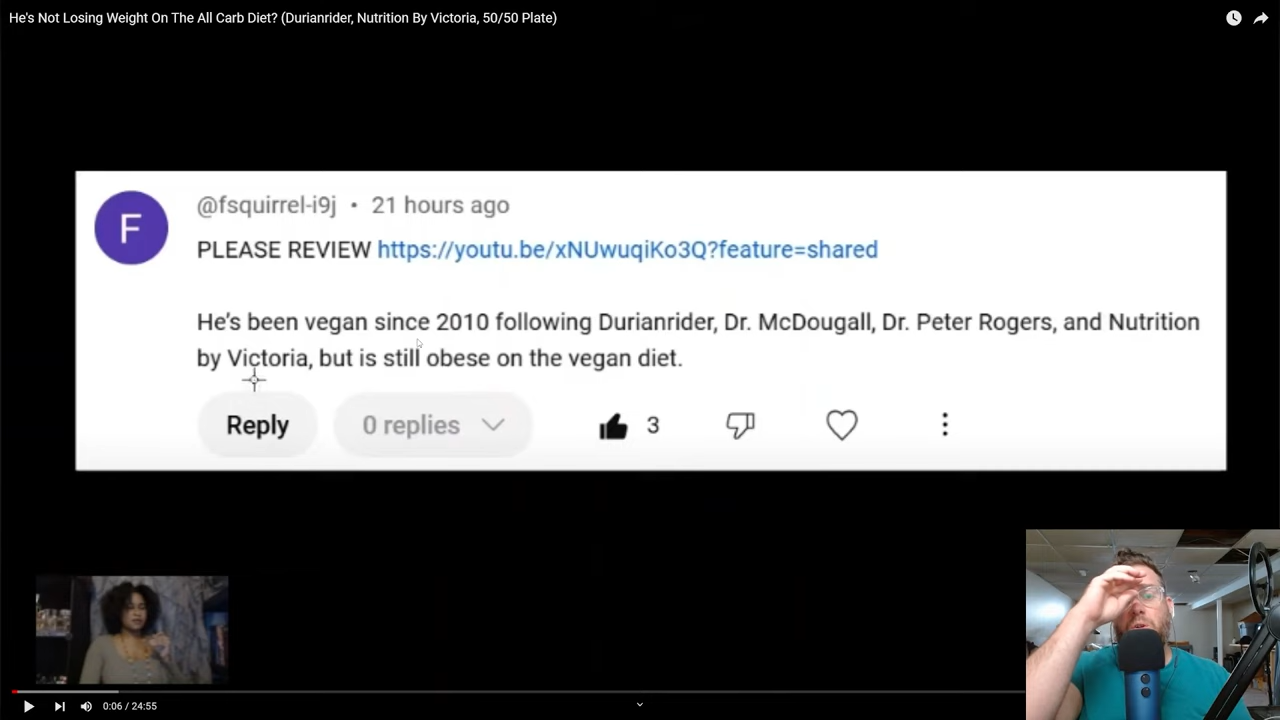 He's Not Losing Weight On The All Carb Diet? (Durianrider, Nutrition By Victoria, 50/50 Plate)
F
@fsquirrel-i9j • 21 hours ago
PLEASE REVIEW https://youtu.be/xNUwuqiKo3Q?feature=shared
He's been vegan since 2010 following Durianrider, Dr. McDougall, Dr. Peter Rogers, and Nutrition
by Victoria, but is still obese on the vegan diet.
Reply 0 replies 3
0:06 / 24:55